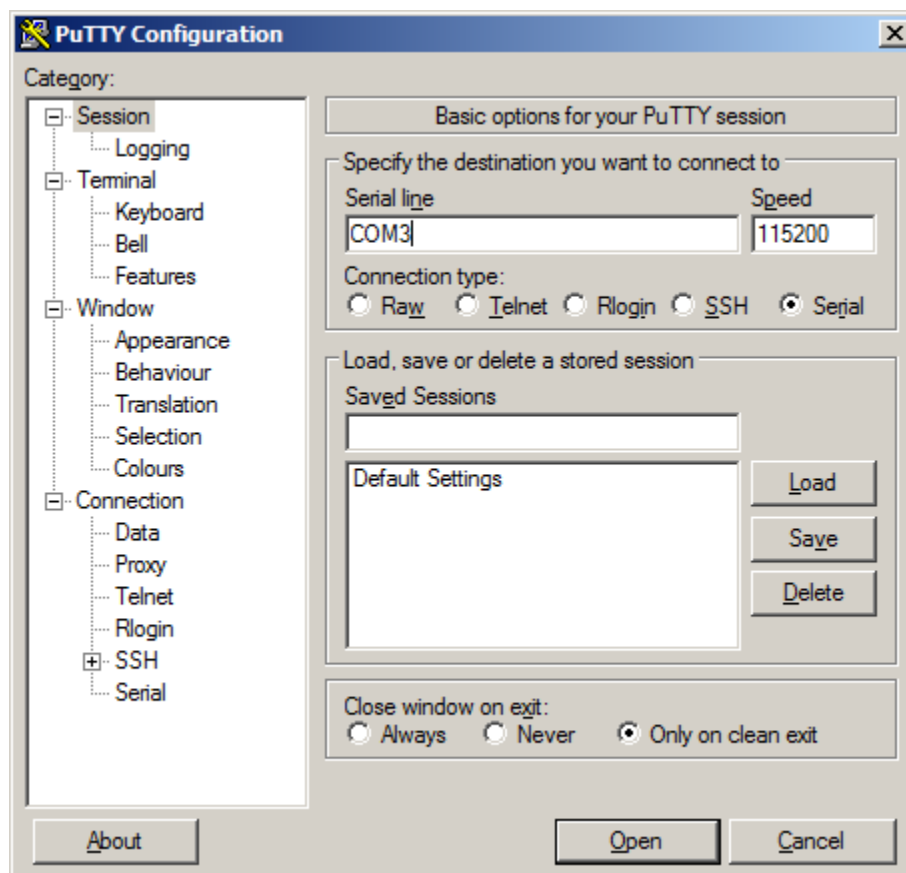 PuTTY Configuration
Category:
Session
Logging
Terminal
Keyboard
Bell
Features
Window
Appearance
Behaviour
Translation
Selection
Colours
Connection
Data
Proxy
Telnet
Rlogin
SSH
Serial
Basic options for your PuTTY session
Specify the destination you want to connect to
Serial line Speed
COM3 115200
Connection type:
Raw Telnet Rlogin SSH Serial
Load, save or delete a stored session
Saved Sessions
Default Settings
Load
Save
Delete
Close window on exit:
Always Never Only on clean exit
About Open Cancel